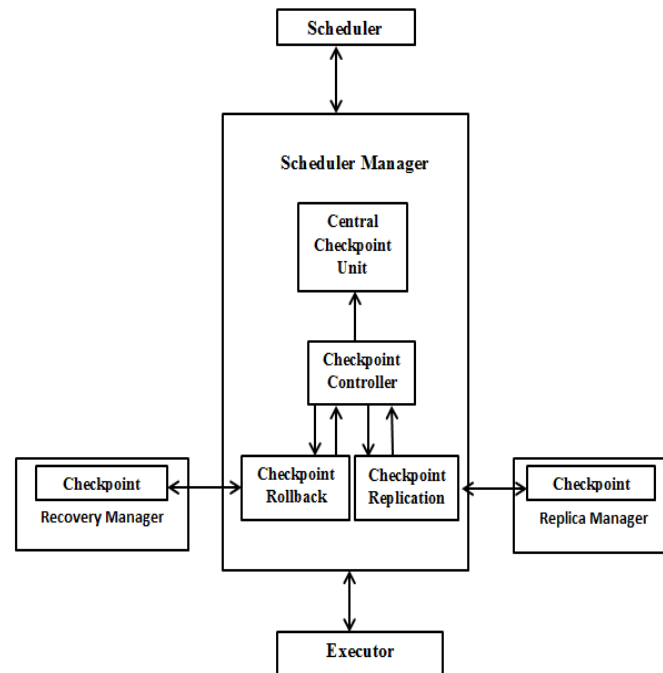 Scheduler
Scheduler Manager
Central
Checkpoint
Unit
Checkpoint
Controller
Checkpoint
Rollback
Checkpoint
Replication
Checkpoint
Recovery Manager
Checkpoint
Replica Manager
Executor